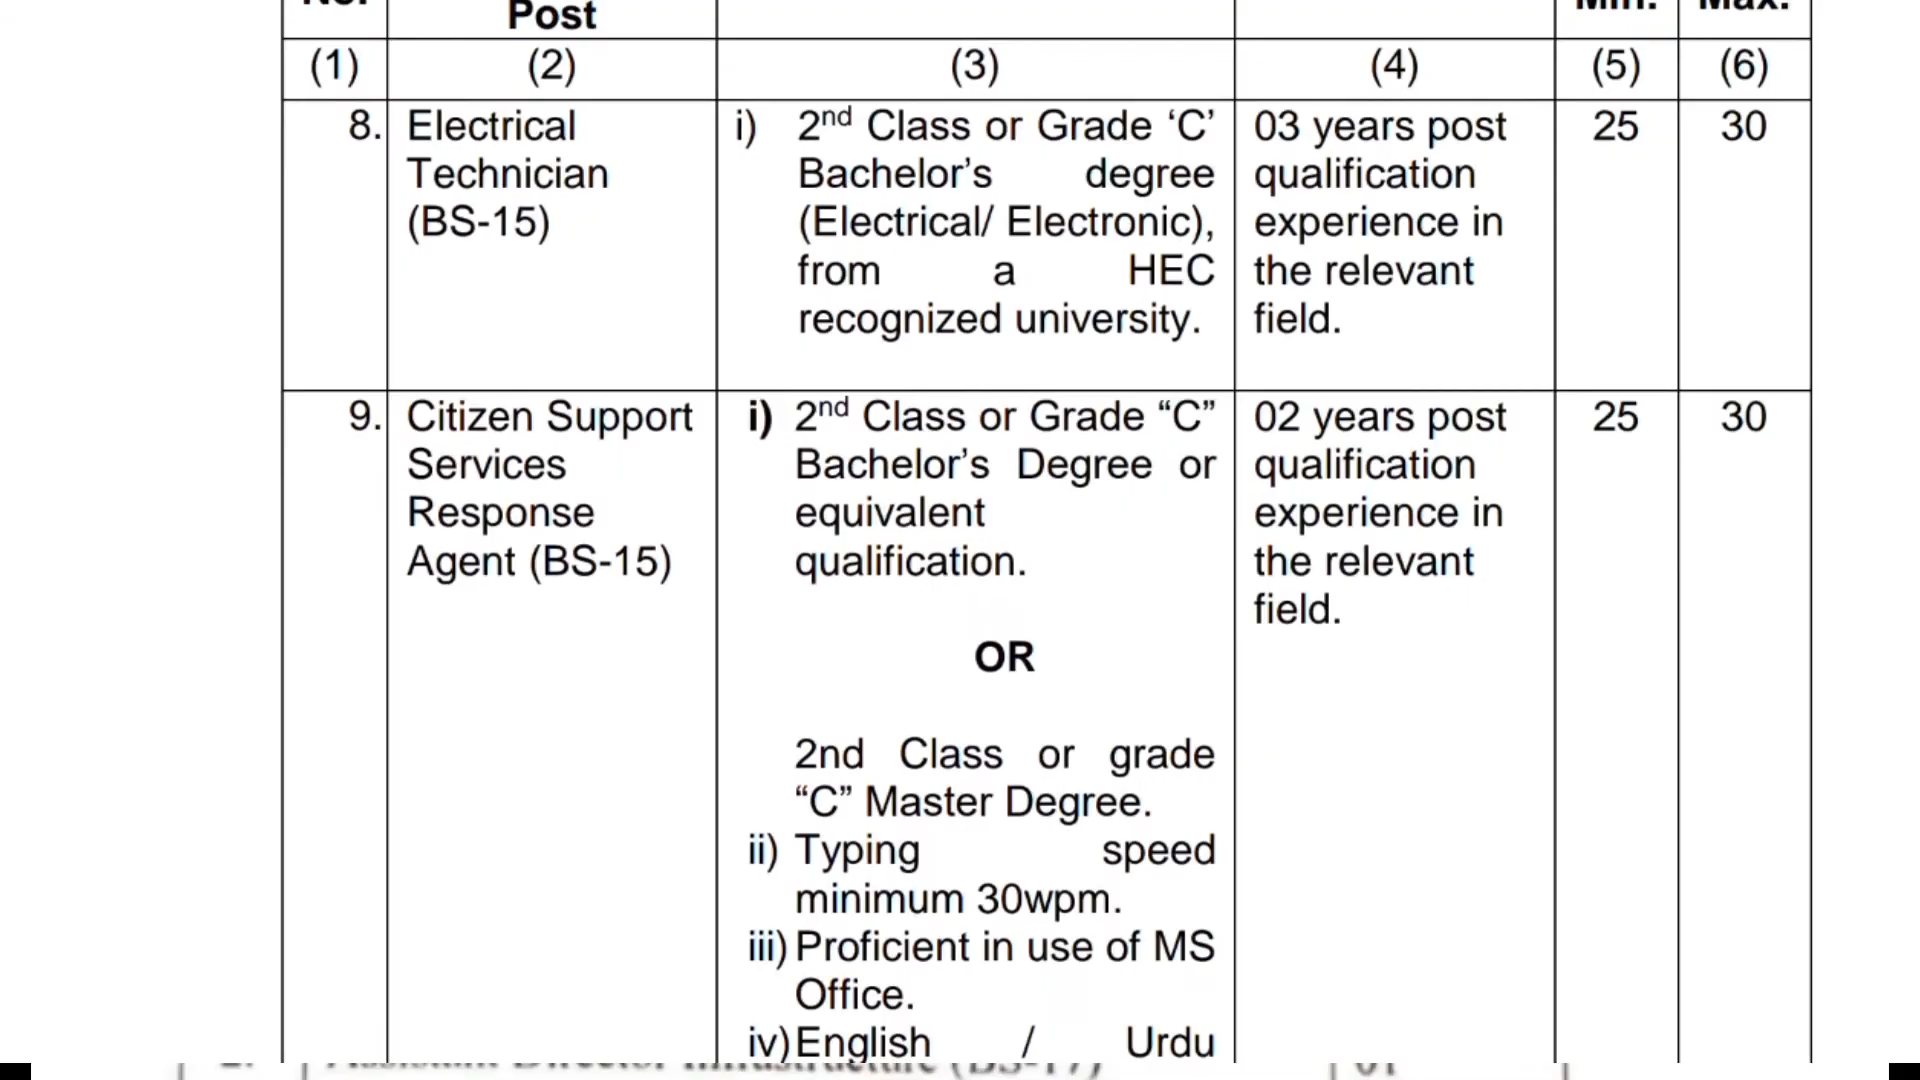 No. Post Min. Max.
(1) (2) (3) (4) (5) (6)
8. Electrical Technician (BS-15)
i) 2nd Class or Grade ‘C’
Bachelor’s degree
(Electrical/ Electronic),
from a HEC
recognized university.
03 years post
qualification
experience in
the relevant
field.
25
30
9. Citizen Support
Services
Response
Agent (BS-15)
i) 2nd Class or Grade “C”
Bachelor’s Degree or
equivalent
qualification.
OR
2nd Class or grade
“C” Master Degree.
ii) Typing speed
minimum 30wpm.
iii) Proficient in use of MS
Office.
iv) English / Urdu
02 years post
qualification
experience in
the relevant
field.
25
30